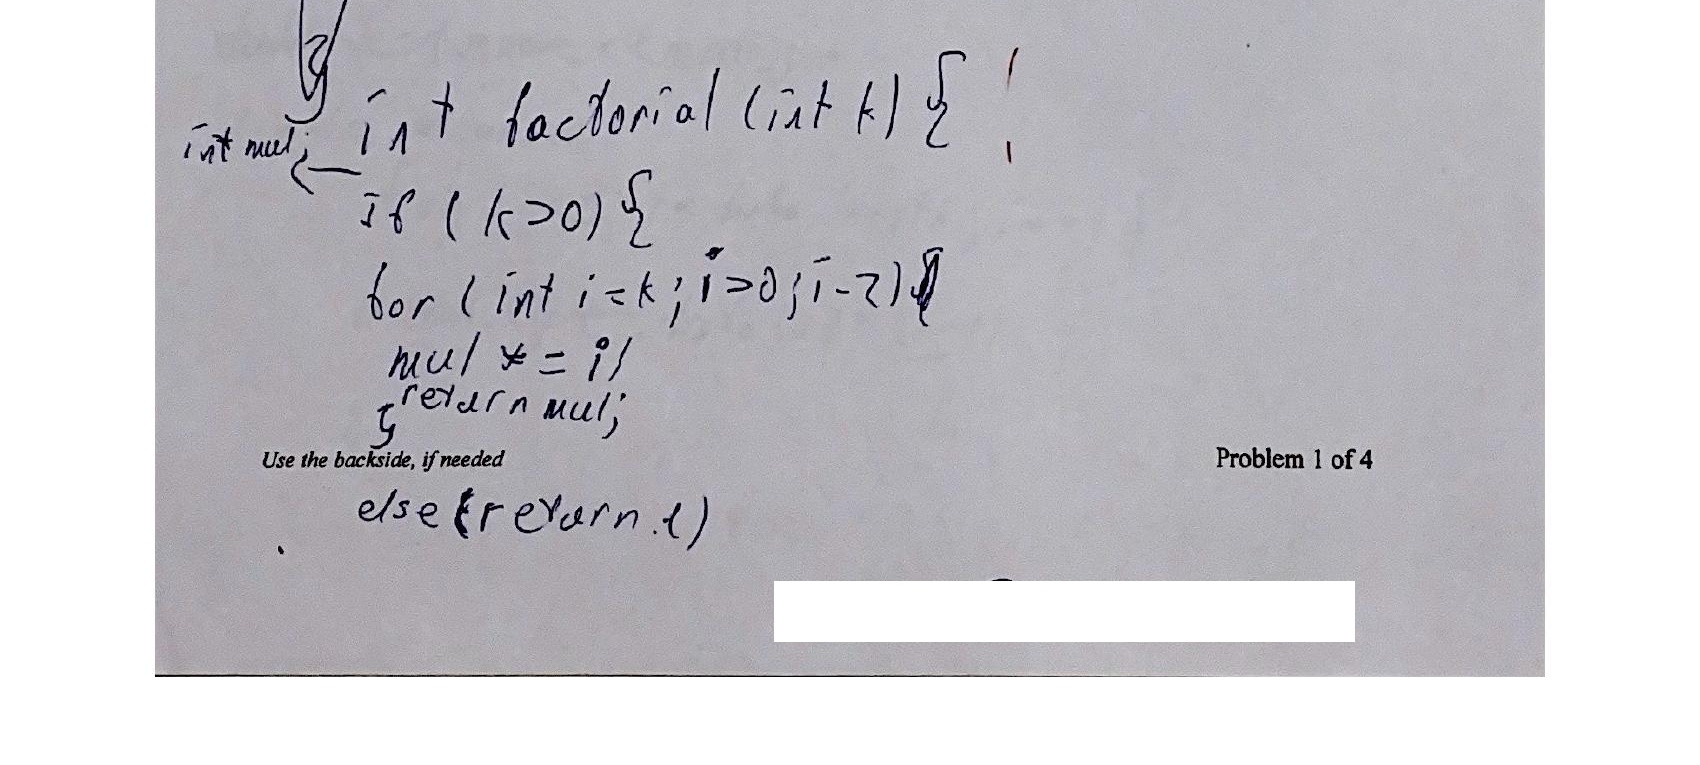 int factorial (int k) {
int mul;
if (k>0) {
for (int i=k; i>0; i-2) {
mul *= i;
return mul;
}
Use the backside, if needed
Problem 1 of 4
else (return 1)